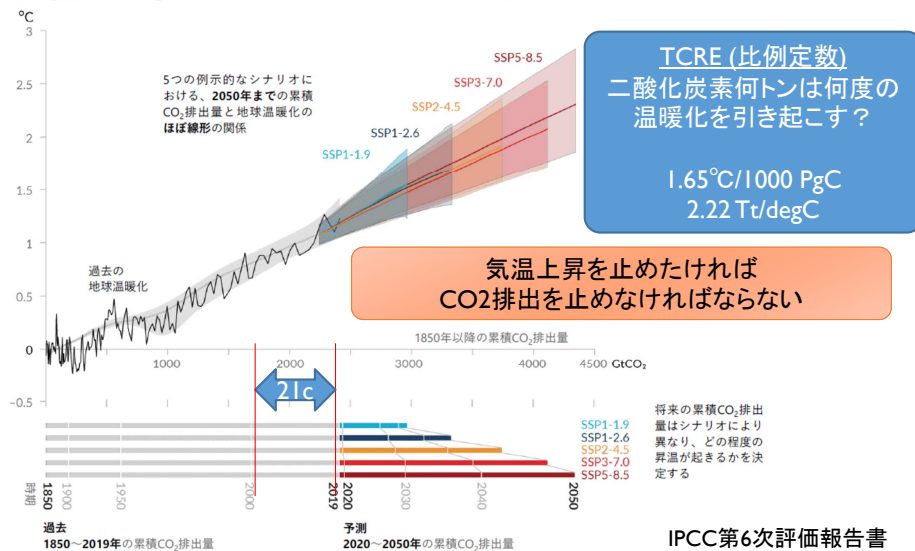 °C
3
2.5
2
1.5
1
0.5
0
−0.5
5つの例示的なシナリオに
おける、2050年までの累積
CO₂排出量と地球温暖化の
ほぼ線形の関係
SSP5-8.5
SSP3-7.0
SSP2-4.5
SSP1-2.6
SSP1-1.9
TCRE (比例定数)
二酸化炭素何トンは何度の
温暖化を引き起こす？
1.65℃/1000 PgC
2.22 Tt/degC
気温上昇を止めたければ
CO2排出を止めなければならない
過去の
地球温暖化
1850年以降の累積CO₂排出量
1000 2000 3000 4000 4500 GtCO₂
21c
SSP1-1.9
SSP1-2.6
SSP2-4.5
SSP3-7.0
SSP5-8.5
将来の累積CO₂排出
量はシナリオにより
異なり、どの程度の
昇温が起きるかを決
定する
時期 1850 1900 1950 2000 2019 2020 2030 2040 2050
過去
1850〜2019年の累積CO₂排出量
予測
2020〜2050年の累積CO₂排出量
IPCC第6次評価報告書